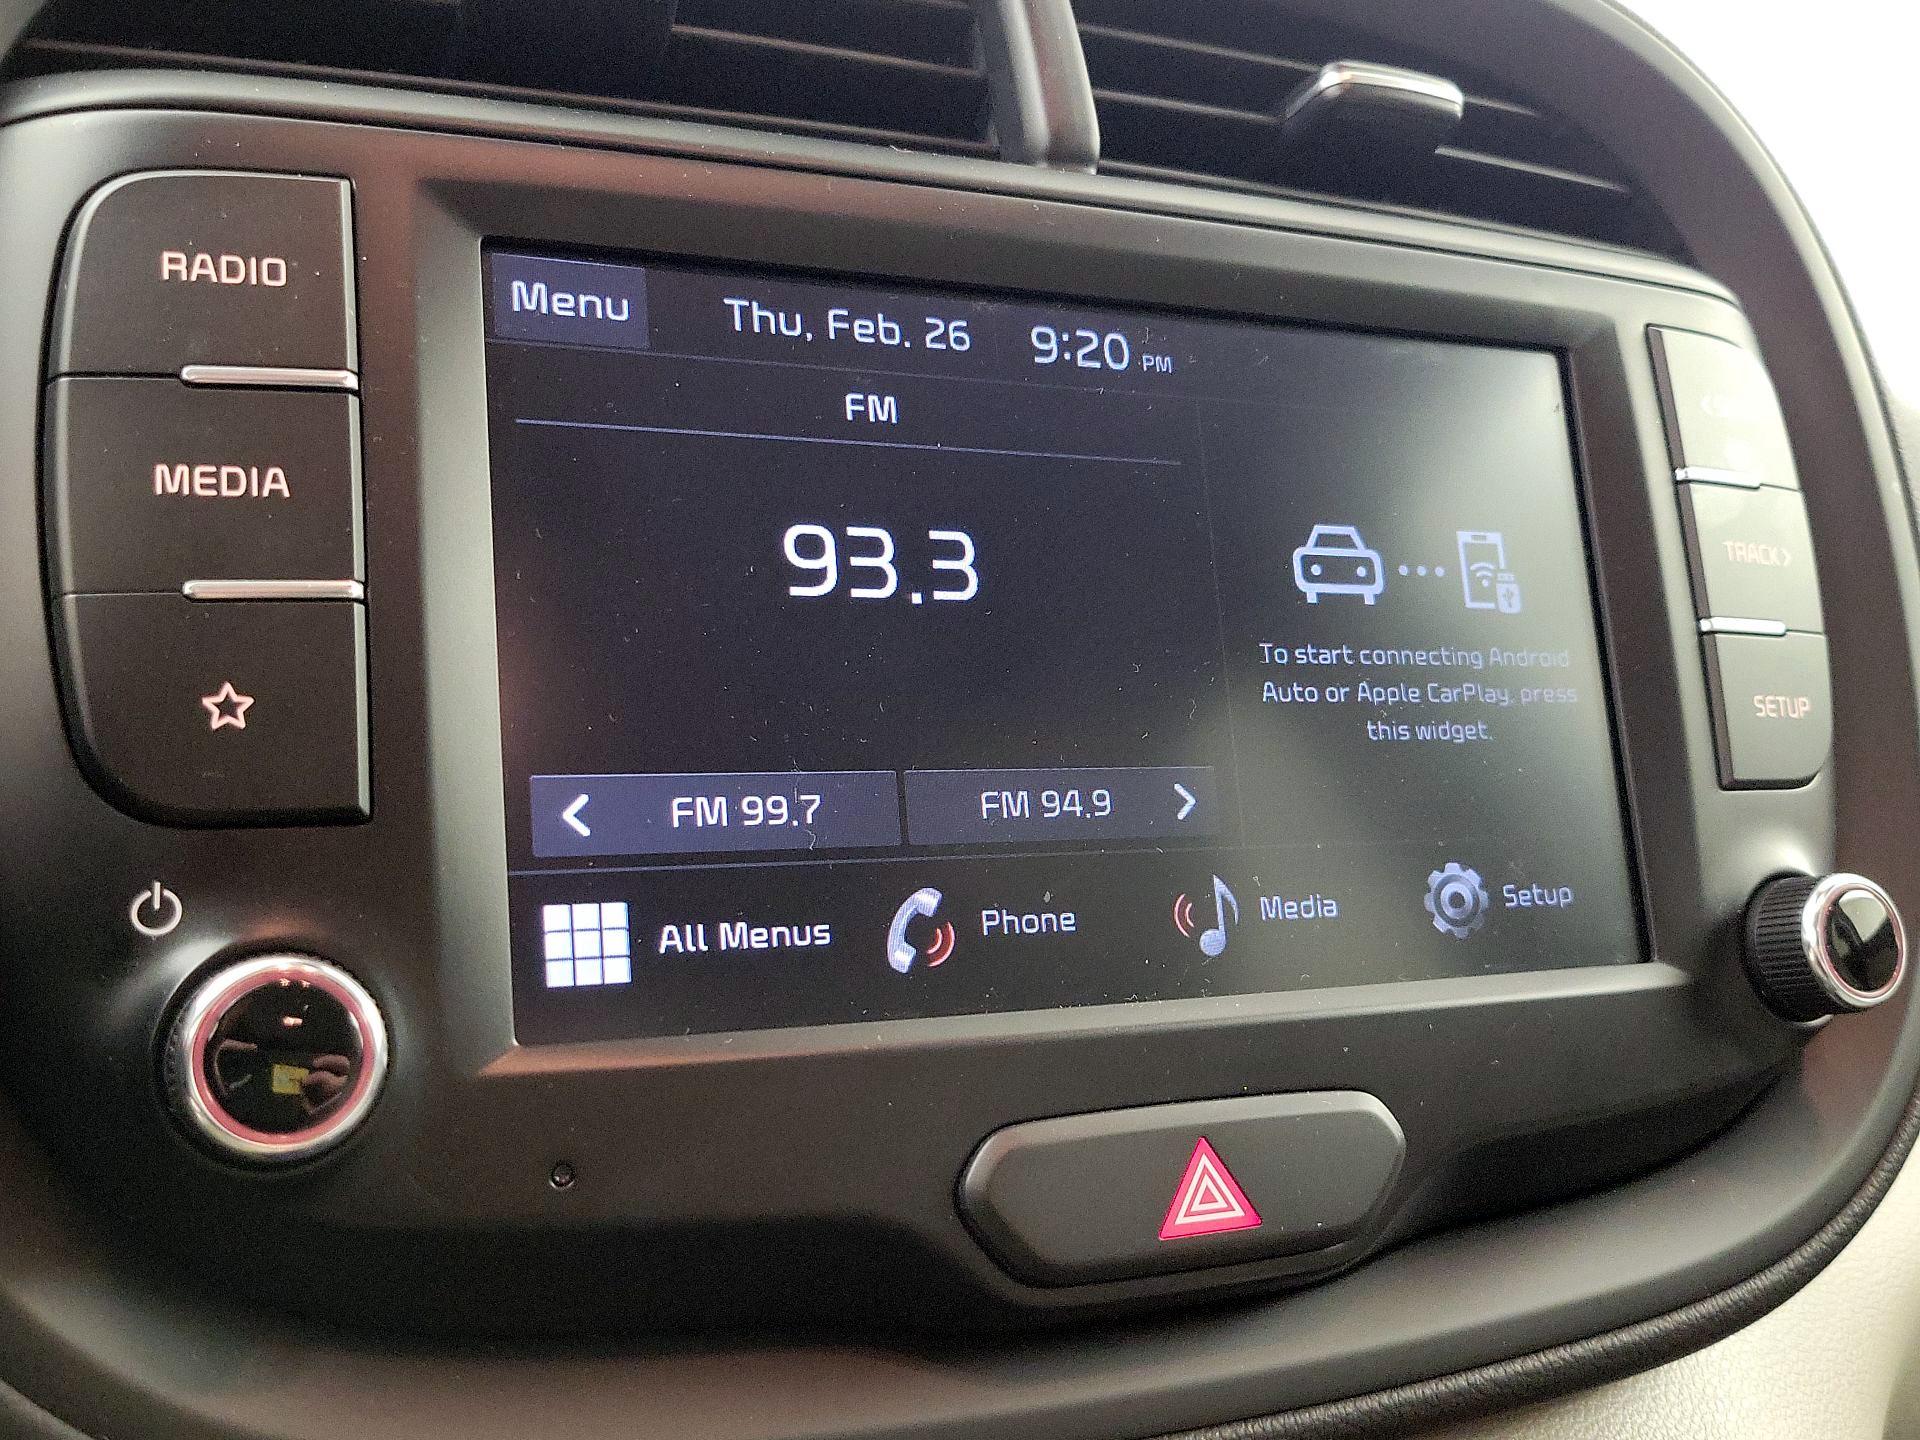 RADIO
MEDIA
Menu
Thu, Feb. 26
9:20 PM
FM
93.3
To start connecting Android
Auto or Apple CarPlay, press
this widget.
FM 99.7
FM 94.9
All Menus
Phone
Media
Setup
TRACK>
SETUP